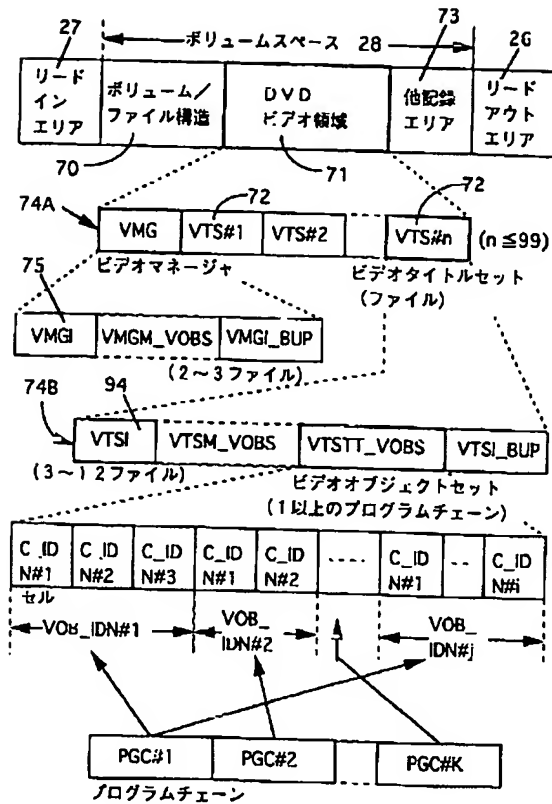 27
ボリュームスペース 28
73
26
リード
イン
エリア
ボリューム/
ファイル構造
DVD
ビデオ領域
他記録
エリア
リード
アウト
エリア
70
71
72
72
74A
VMG
VTS#1
VTS#2
VTS#n
(n≦99)
ビデオマネージャ
ビデオタイトルセット
(ファイル)
75
VMGI
VMGM_VOBS
VMGI_BUP
(2~3ファイル)
74B
94
VTSI
VTSM_VOBS
VTSTT_VOBS
VTSI_BUP
(3~12ファイル)
ビデオオブジェクトセット
(1以上のプログラムチェーン)
C_ID
N#1
C_ID
N#2
C_ID
N#3
C_ID
N#1
C_ID
N#2
-----
C_ID
N#1
--
C_ID
N#i
セル
VOB_IDN#1
VOB_
IDN#2
VOB_
IDN#j
PGC#1
PGC#2
PGC#K
プログラムチェーン